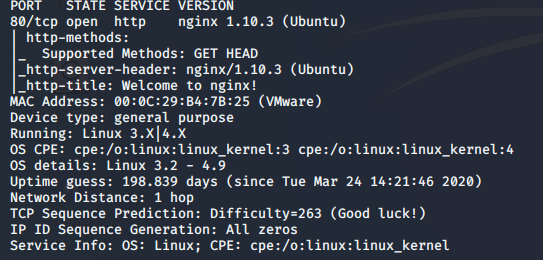 PORT   STATE SERVICE VERSION
80/tcp open  http    nginx 1.10.3 (Ubuntu)
| http-methods:
|_  Supported Methods: GET HEAD
|_http-server-header: nginx/1.10.3 (Ubuntu)
|_http-title: Welcome to nginx!
MAC Address: 00:0C:29:B4:7B:25 (VMware)
Device type: general purpose
Running: Linux 3.X|4.X
OS CPE: cpe:/o:linux:linux_kernel:3 cpe:/o:linux:linux_kernel:4
OS details: Linux 3.2 - 4.9
Uptime guess: 198.839 days (since Tue Mar 24 14:21:46 2020)
Network Distance: 1 hop
TCP Sequence Prediction: Difficulty=263 (Good luck!)
IP ID Sequence Generation: All zeros
Service Info: OS: Linux; CPE: cpe:/o:linux:linux_kernel